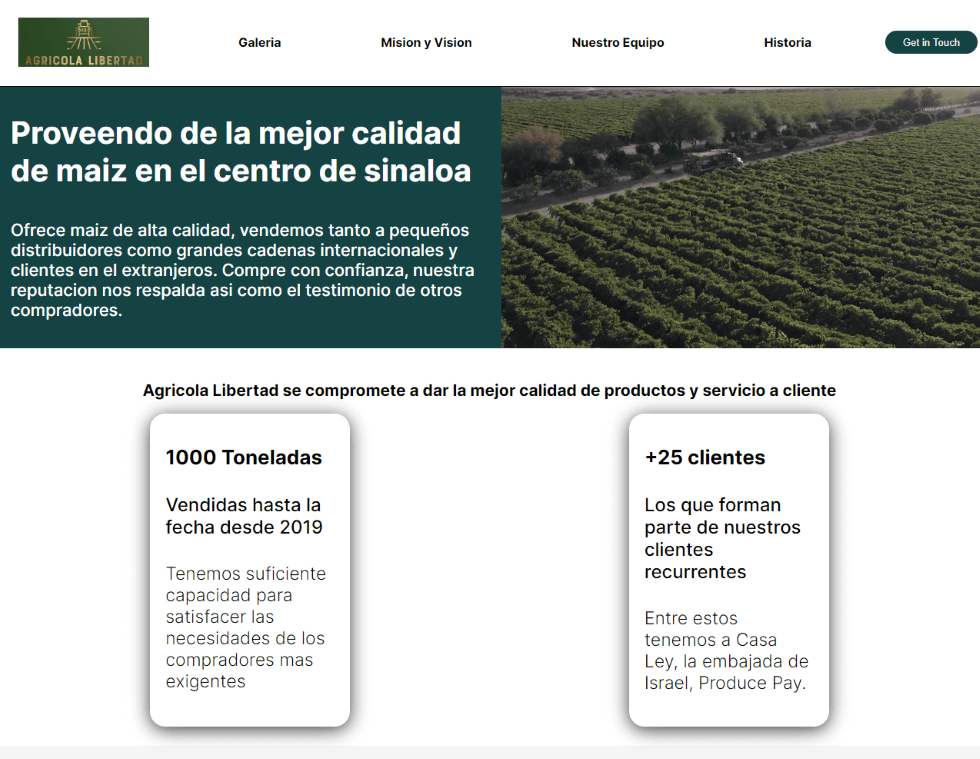 AGRICOLA LIBERTAD
Galeria
Mision y Vision
Nuestro Equipo
Historia
Get in Touch
Proveendo de la mejor calidad
de maiz en el centro de sinaloa
Ofrece maiz de alta calidad, vendemos tanto a pequeños
distribuidores como grandes cadenas internacionales y
clientes en el extranjeros. Compre con confianza, nuestra
reputacion nos respalda asi como el testimonio de otros
compradores.
Agricola Libertad se compromete a dar la mejor calidad de productos y servicio a cliente
1000 Toneladas
Vendidas hasta la
fecha desde 2019
Tenemos suficiente
capacidad para
satisfacer las
necesidades de los
compradores mas
exigentes
+25 clientes
Los que forman
parte de nuestros
clientes
recurrentes
Entre estos
tenemos a Casa
Ley, la embajada de
Israel, Produce Pay.